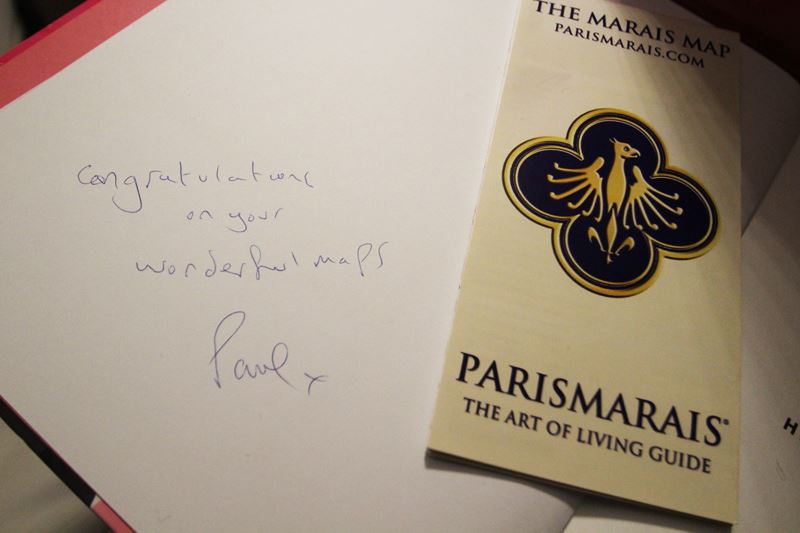 Congratulations
on your
wonderful maps
Paul x
THE MARAIS MAP
PARISMARAIS.COM
PARISMARAIS®
THE ART OF LIVING GUIDE
H